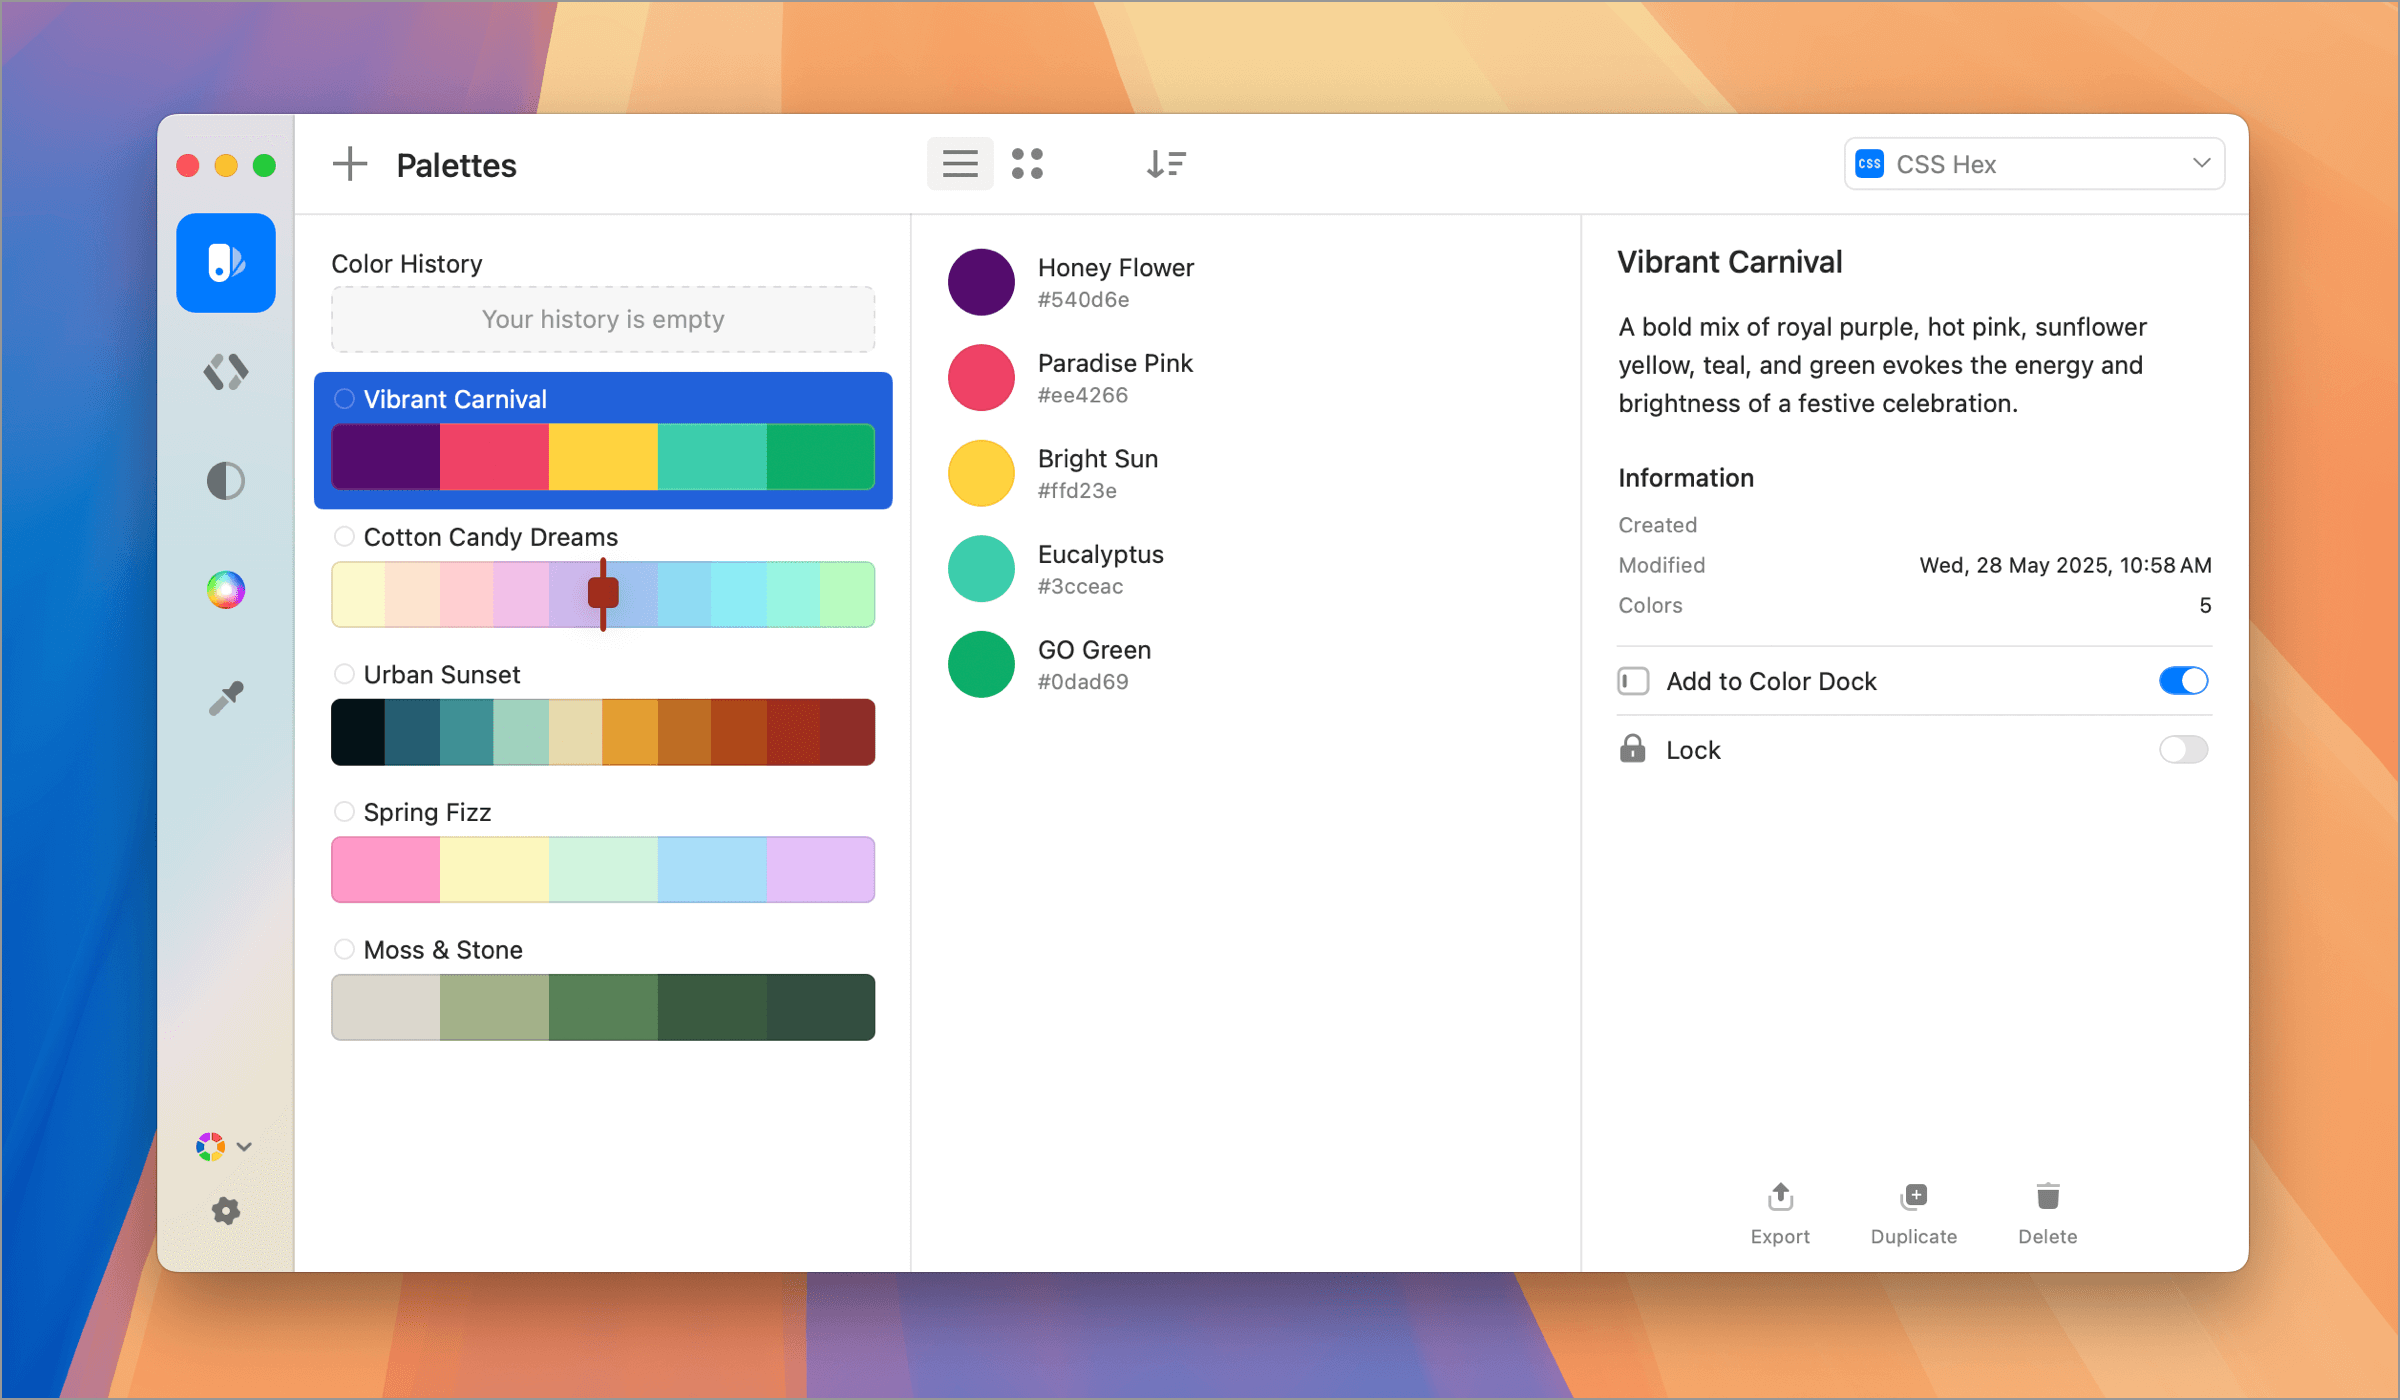 Palettes
CSS
CSS Hex
Color History
Your history is empty
Vibrant Carnival
Cotton Candy Dreams
Urban Sunset
Spring Fizz
Moss & Stone
Honey Flower
#540d6e
Paradise Pink
#ee4266
Bright Sun
#ffd23e
Eucalyptus
#3cceac
GO Green
#0dad69
Vibrant Carnival
A bold mix of royal purple, hot pink, sunflower
yellow, teal, and green evokes the energy and
brightness of a festive celebration.
Information
Created
Modified Wed, 28 May 2025, 10:58 AM
Colors 5
Add to Color Dock
Lock
Export Duplicate Delete